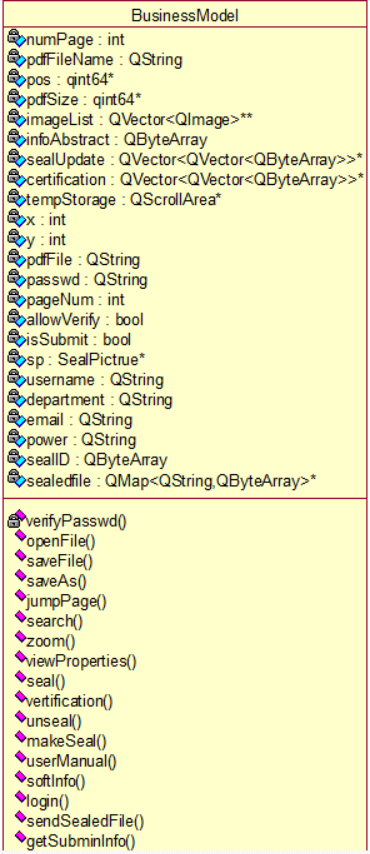 BusinessModel
numPage : int
pdfFileName : QString
pos : qint64*
pdfSize : qint64*
imageList : QVector<QImage>**
infoAbstract : QByteArray
sealUpdate : QVector<QVector<QByteArray>>*
certification : QVector<QVector<QByteArray>>*
tempStorage : QScrollArea*
x : int
y : int
pdfFile : QString
passwd : QString
pageNum : int
allowVerify : bool
isSubmit : bool
sp : SealPictrue*
username : QString
department : QString
email : QString
power : QString
sealID : QByteArray
sealedfile : QMap<QString,QByteArray>*
verifyPasswd()
openFile()
saveFile()
saveAs()
jumpPage()
search()
zoom()
viewProperties()
seal()
vertification()
unseal()
makeSeal()
userManual()
softInfo()
login()
sendSealedFile()
getSubminInfo()